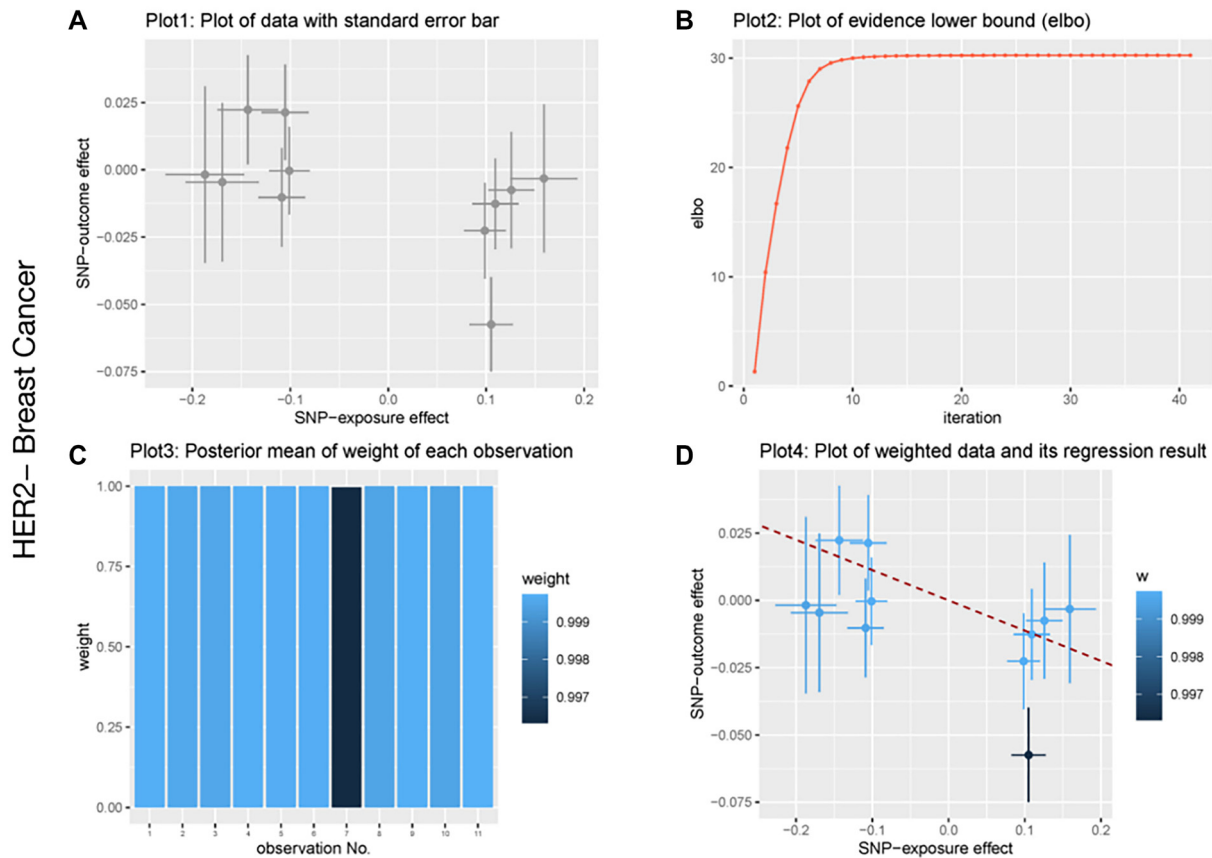 HER2- Breast Cancer
A
Plot1: Plot of data with standard error bar
SNP-outcome effect
0.025
0.000
-0.025
-0.050
-0.075
-0.2
-0.1
0.0
0.1
0.2
SNP-exposure effect
B
Plot2: Plot of evidence lower bound (elbo)
elbo
30
20
10
0
0
10
20
30
40
iteration
C
Plot3: Posterior mean of weight of each observation
weight
1.00
0.75
0.50
0.25
0.00
1
2
3
4
5
6
7
8
9
10
11
observation No.
weight
0.999
0.998
0.997
D
Plot4: Plot of weighted data and its regression result
SNP-outcome effect
0.025
0.000
-0.025
-0.050
-0.075
-0.2
-0.1
0.0
0.1
0.2
SNP-exposure effect
w
0.999
0.998
0.997